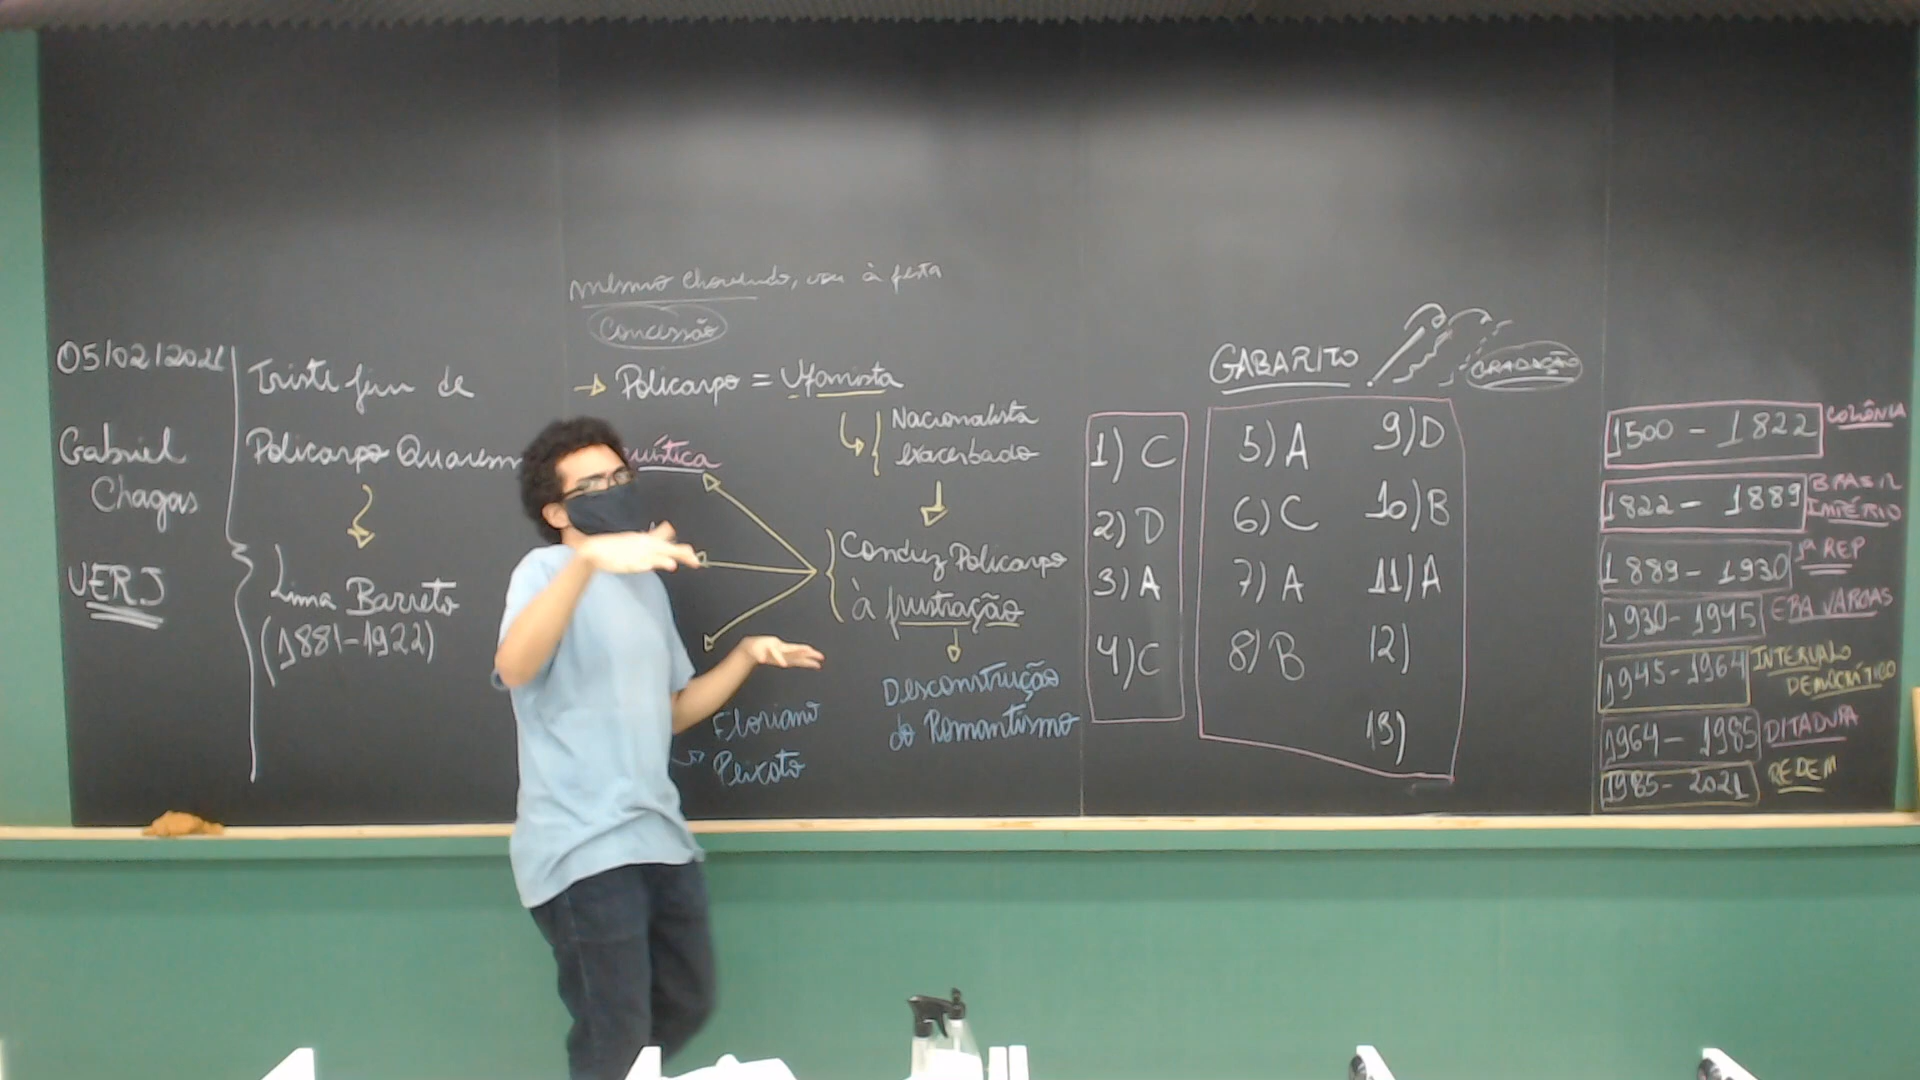 05/02/2021
Gabriel
Chagas
UERJ
Triste fim de
Policarpo Quaresm
Lima Barreto
(1881-1922)
mesmo chovendo, vou à festa
Concessão
→ Policarpo = Ufanista
Nacionalista
exacerbado
uística
Conduz Policarpo
à frustração
Desconstrução
do Romantismo
Floriano
Peixoto
GABARITO
GRADAÇÃO
1) C
2) D
3) A
4) C
5) A
6) C
7) A
8) B
9) D
10) B
11) A
12)
13)
1500 - 1822 COLÔNIA
1822 - 1889 BRASIL IMPÉRIO
1889 - 1930 1ª REP
1930 - 1945 ERA VARGAS
1945 - 1964 INTERVALO DEMOCRÁTICO
1964 - 1985 DITADURA
1985 - 2021 REDEM